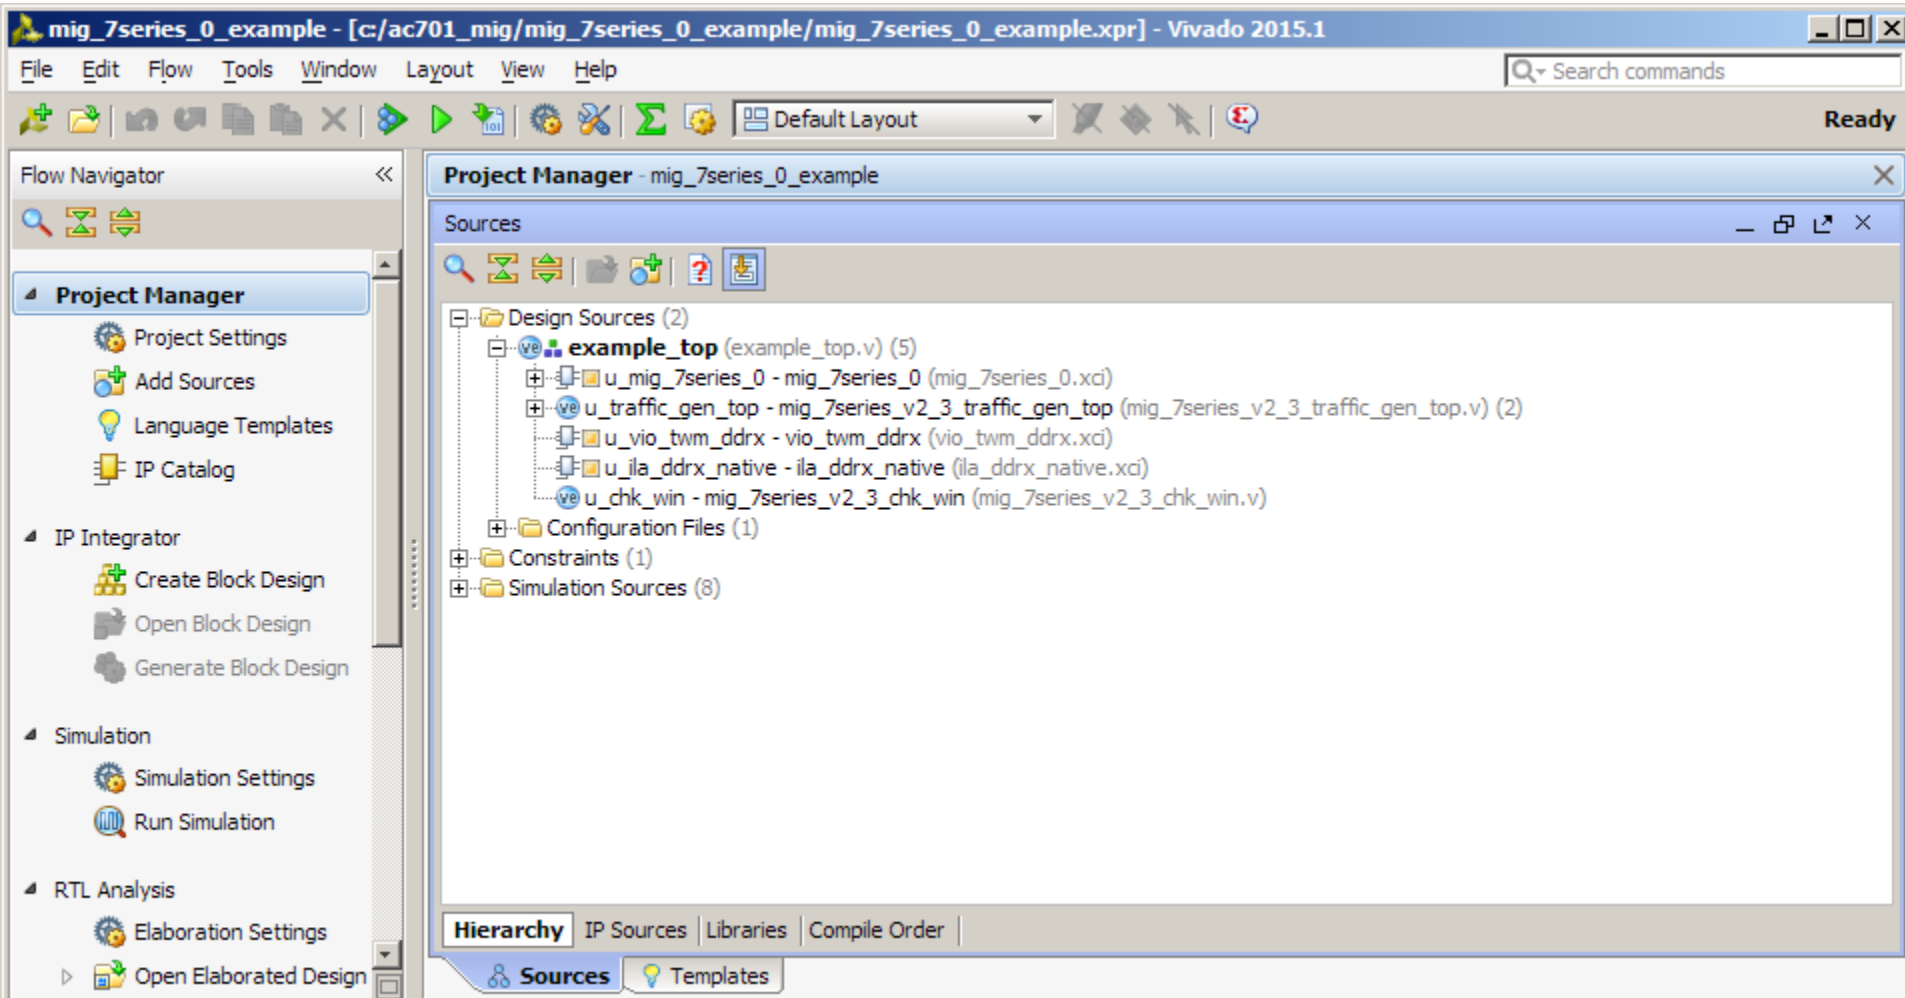 mig_7series_0_example - [c:/ac701_mig/mig_7series_0_example/mig_7series_0_example.xpr] - Vivado 2015.1
File Edit Flow Tools Window Layout View Help
Search commands
Default Layout
Ready
Flow Navigator
Project Manager
Project Settings
Add Sources
Language Templates
IP Catalog
IP Integrator
Create Block Design
Open Block Design
Generate Block Design
Simulation
Simulation Settings
Run Simulation
RTL Analysis
Elaboration Settings
Open Elaborated Design
Project Manager - mig_7series_0_example
Sources
Design Sources (2)
example_top (example_top.v) (5)
u_mig_7series_0 - mig_7series_0 (mig_7series_0.xci)
u_traffic_gen_top - mig_7series_v2_3_traffic_gen_top (mig_7series_v2_3_traffic_gen_top.v) (2)
u_vio_twm_ddrx - vio_twm_ddrx (vio_twm_ddrx.xci)
u_ila_ddrx_native - ila_ddrx_native (ila_ddrx_native.xci)
u_chk_win - mig_7series_v2_3_chk_win (mig_7series_v2_3_chk_win.v)
Configuration Files (1)
Constraints (1)
Simulation Sources (8)
Hierarchy IP Sources Libraries Compile Order
Sources Templates